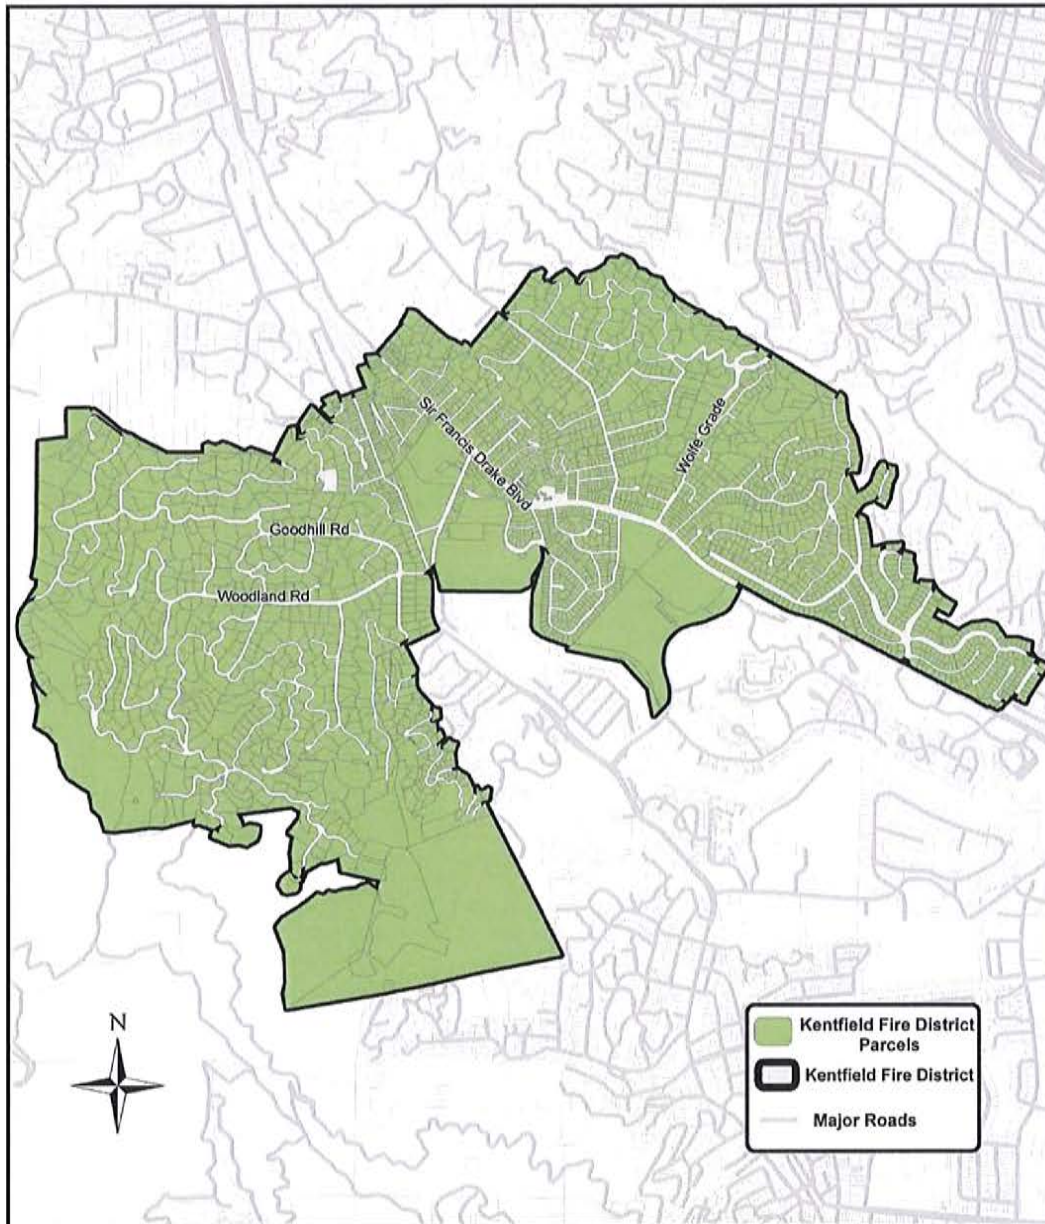 Sir Francis Drake Blvd
Wolfe Grade
Goodhill Rd
Woodland Rd
N
Kentfield Fire District
Parcels
Kentfield Fire District
Major Roads